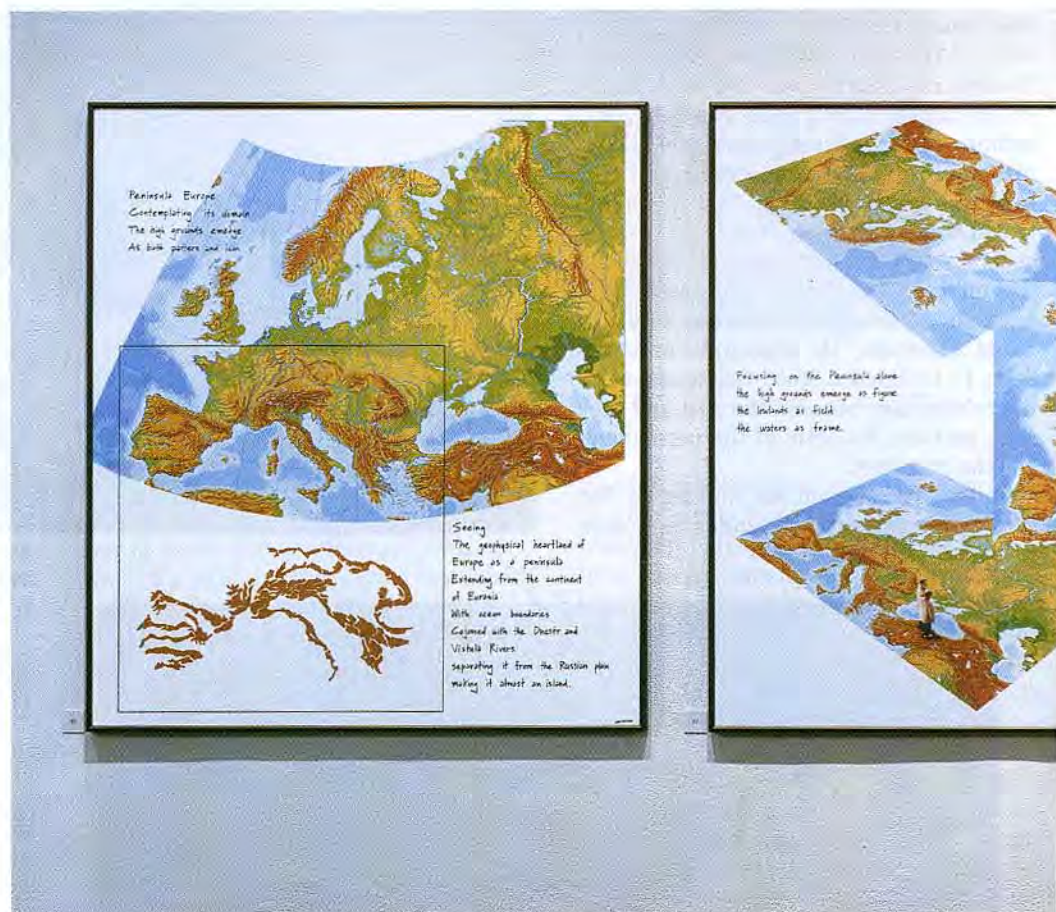 Peninsula Europe
Contemplating its domain
The high grounds emerge
As both pattern and
Seeing
The geophysical heartland of
Europe as a peninsula
Extending from the continent
of Eurasia
With ocean boundaries
Cojoined with the Dnestr and
Vistula Rivers
separating it from the Russian plan
making it almost an island.
Focusing on the Peninsula alone
the high grounds emerge as figure
the lowlands as field
the waters as frame.